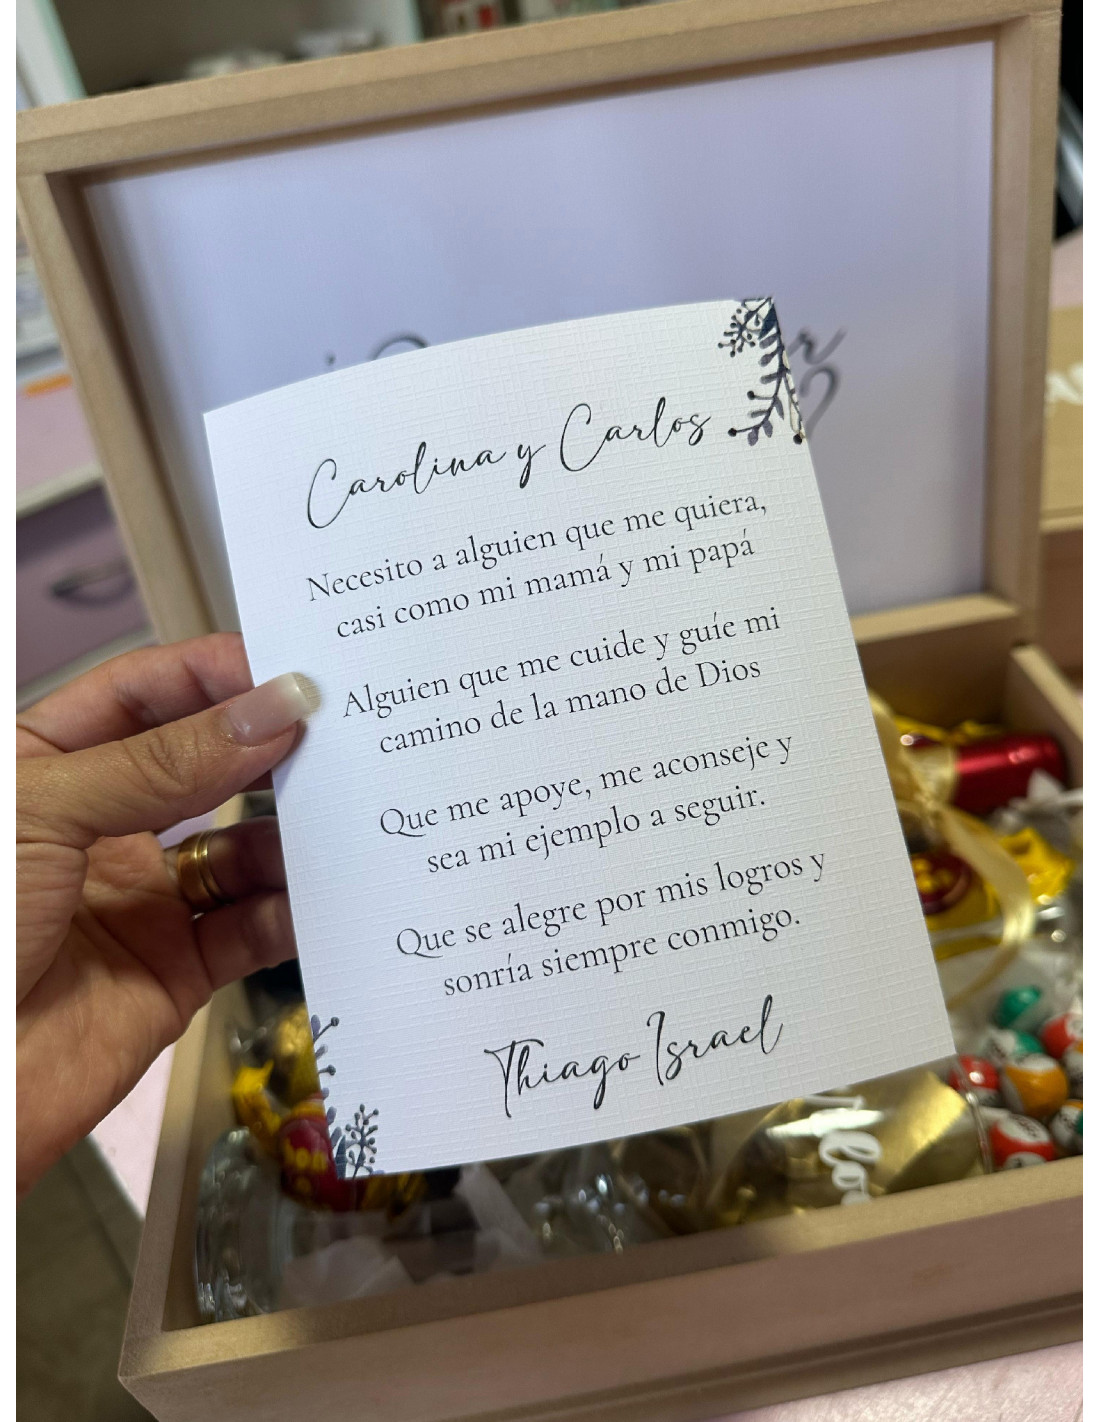 Carolina y Carlos
Necesito a alguien que me quiera,
casi como mi mamá y mi papá
Alguien que me cuide y guíe mi
camino de la mano de Dios
Que me apoye, me aconseje y
sea mi ejemplo a seguir.
Que se alegre por mis logros y
sonría siempre conmigo.
Thiago Israel